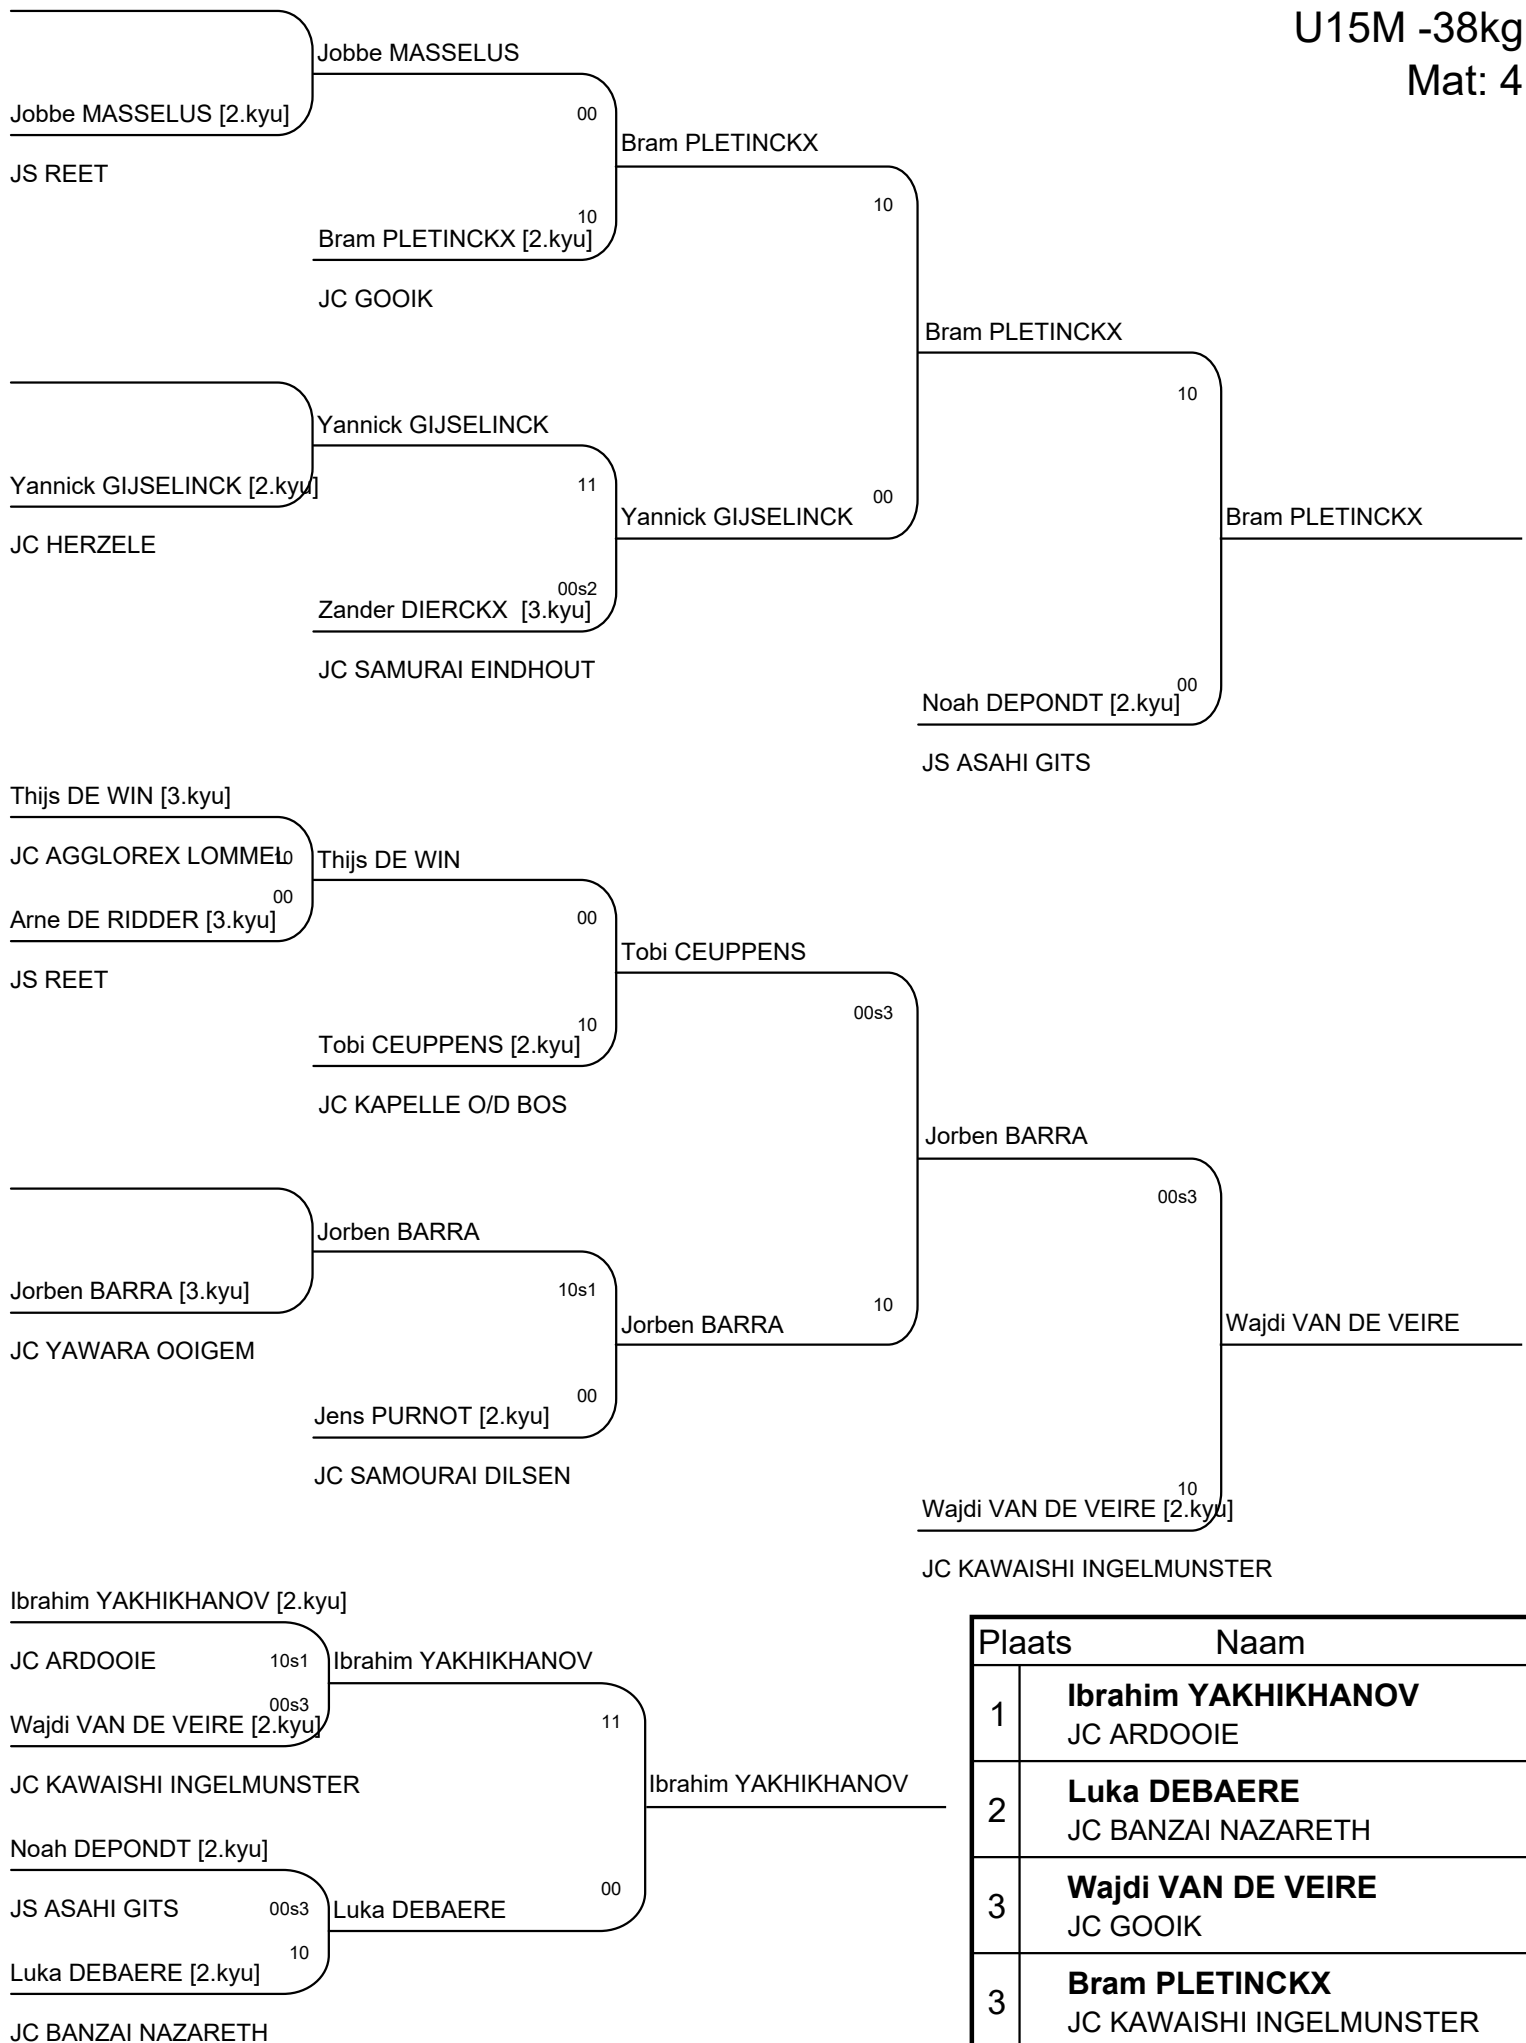 U15M -38kg
Mat: 4
Jobbe MASSELUS
Jobbe MASSELUS [2.kyu]
00
JS REET
Bram PLETINCKX
10
10
Bram PLETINCKX [2.kyu]
JC GOOIK
Bram PLETINCKX
10
Yannick GIJSELINCK
Yannick GIJSELINCK [2.kyu]
11
00
Yannick GIJSELINCK
Bram PLETINCKX
JC HERZELE
00s2
Zander DIERCKX [3.kyu]
JC SAMURAI EINDHOUT
00
Noah DEPONDT [2.kyu]
JS ASAHI GITS
Thijs DE WIN [3.kyu]
JC AGGLOREX LOMMEL
10
Thijs DE WIN
00
Arne DE RIDDER [3.kyu]
00
JS REET
Tobi CEUPPENS
00s3
10
Tobi CEUPPENS [2.kyu]
JC KAPELLE O/D BOS
Jorben BARRA
00s3
Jorben BARRA
Jorben BARRA [3.kyu]
10s1
10
Jorben BARRA
Wajdi VAN DE VEIRE
JC YAWARA OOIGEM
00
Jens PURNOT [2.kyu]
JC SAMOURAI DILSEN
10
Wajdi VAN DE VEIRE [2.kyu]
JC KAWAISHI INGELMUNSTER
Ibrahim YAKHIKHANOV [2.kyu]
JC ARDOOIE
10s1
Ibrahim YAKHIKHANOV
00s3
Wajdi VAN DE VEIRE [2.kyu]
11
JC KAWAISHI INGELMUNSTER
Ibrahim YAKHIKHANOV
Noah DEPONDT [2.kyu]
JS ASAHI GITS
00s3
Luka DEBAERE
00
10
Luka DEBAERE [2.kyu]
JC BANZAI NAZARETH
Plaats Naam
1 Ibrahim YAKHIKHANOV
JC ARDOOIE
2 Luka DEBAERE
JC BANZAI NAZARETH
3 Wajdi VAN DE VEIRE
JC GOOIK
3 Bram PLETINCKX
JC KAWAISHI INGELMUNSTER